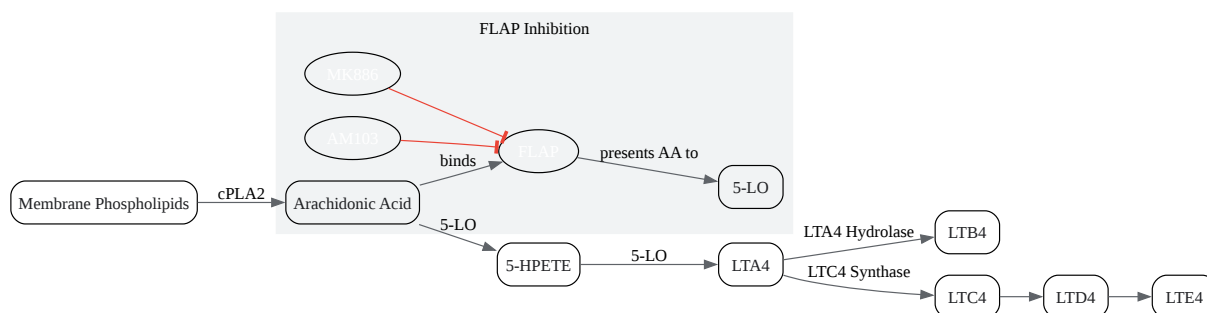 FLAP Inhibition
MK886
AM103
FLAP
binds
presents AA to
5-LO
Membrane Phospholipids
cPLA2
Arachidonic Acid
5-LO
5-HPETE
5-LO
LTA4
LTA4 Hydrolase
LTB4
LTC4 Synthase
LTC4
LTD4
LTE4